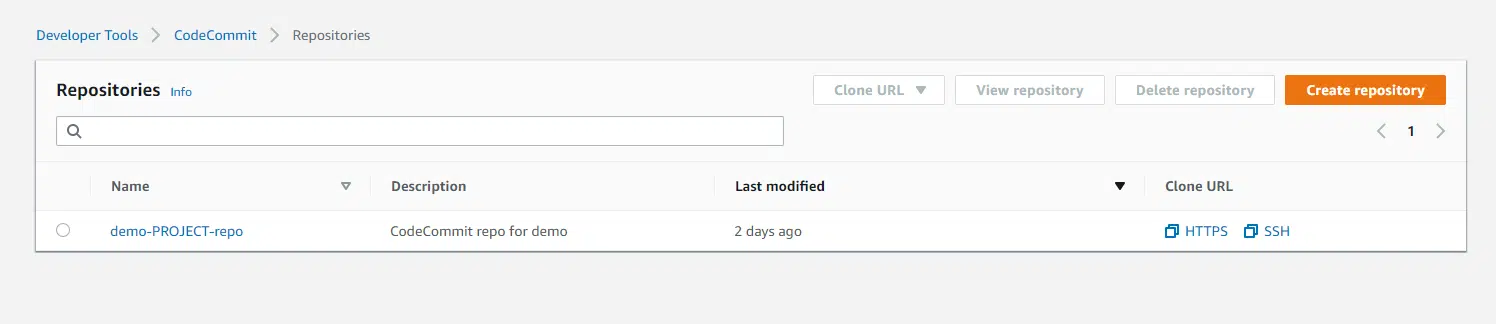 Developer Tools > CodeCommit > Repositories
Repositories Info
Clone URL View repository Delete repository Create repository
1
Name Description Last modified Clone URL
demo-PROJECT-repo CodeCommit repo for demo 2 days ago HTTPS SSH